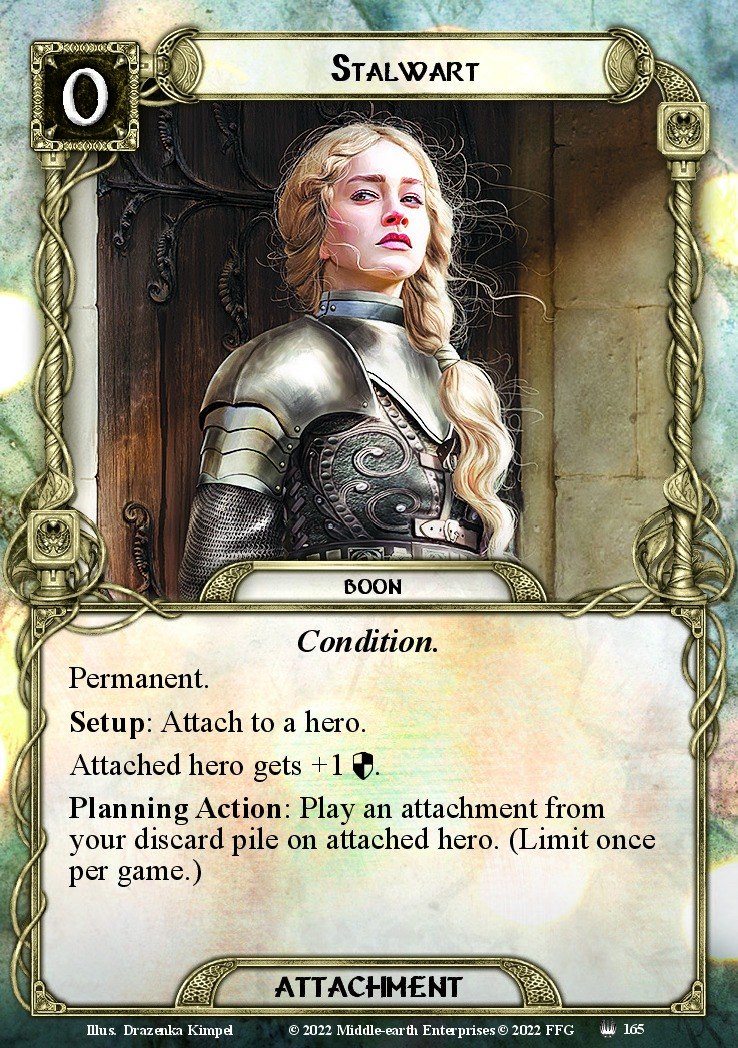 0
STALWART
BOON
Condition.
Permanent.
Setup: Attach to a hero.
Attached hero gets +1 .
Planning Action: Play an attachment from
your discard pile on attached hero. (Limit once
per game.)
ATTACHMENT
Illus. Drazenka Kimpel © 2022 Middle-earth Enterprises © 2022 FFG 165